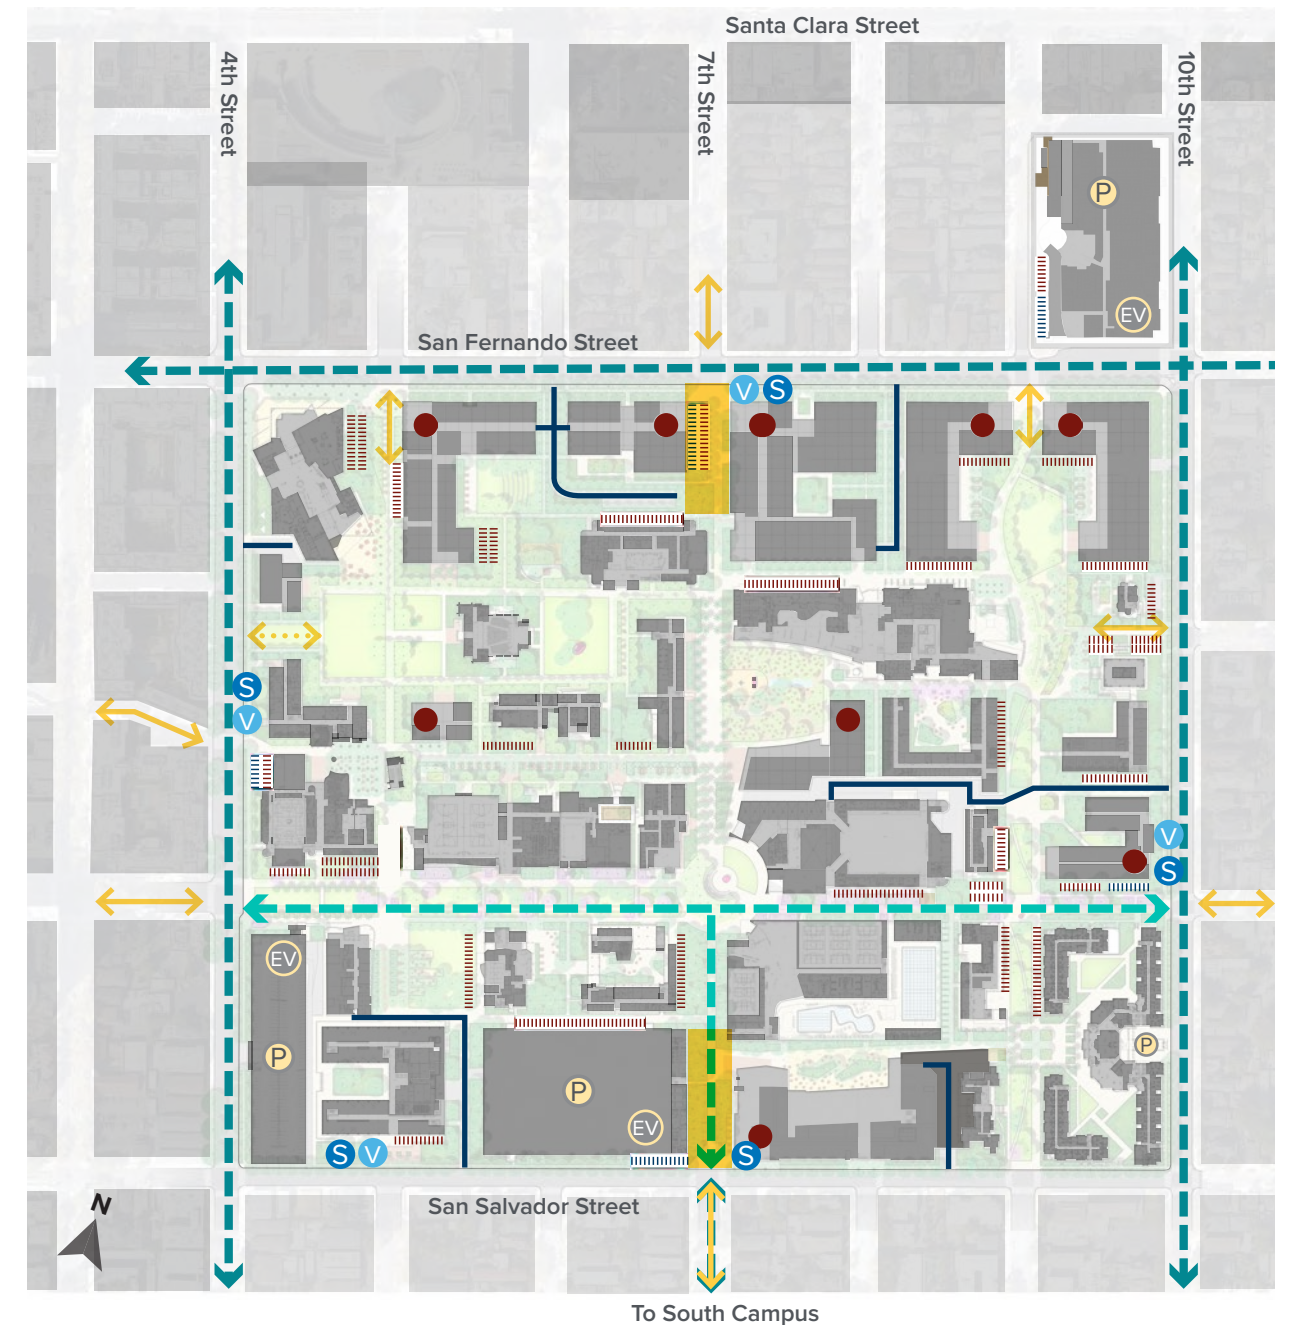 Santa Clara Street
4th Street
7th Street
10th Street
P
EV
San Fernando Street
V S
S
V
V
S
EV
P
P
P
EV
S V
S
N
San Salvador Street
To South Campus